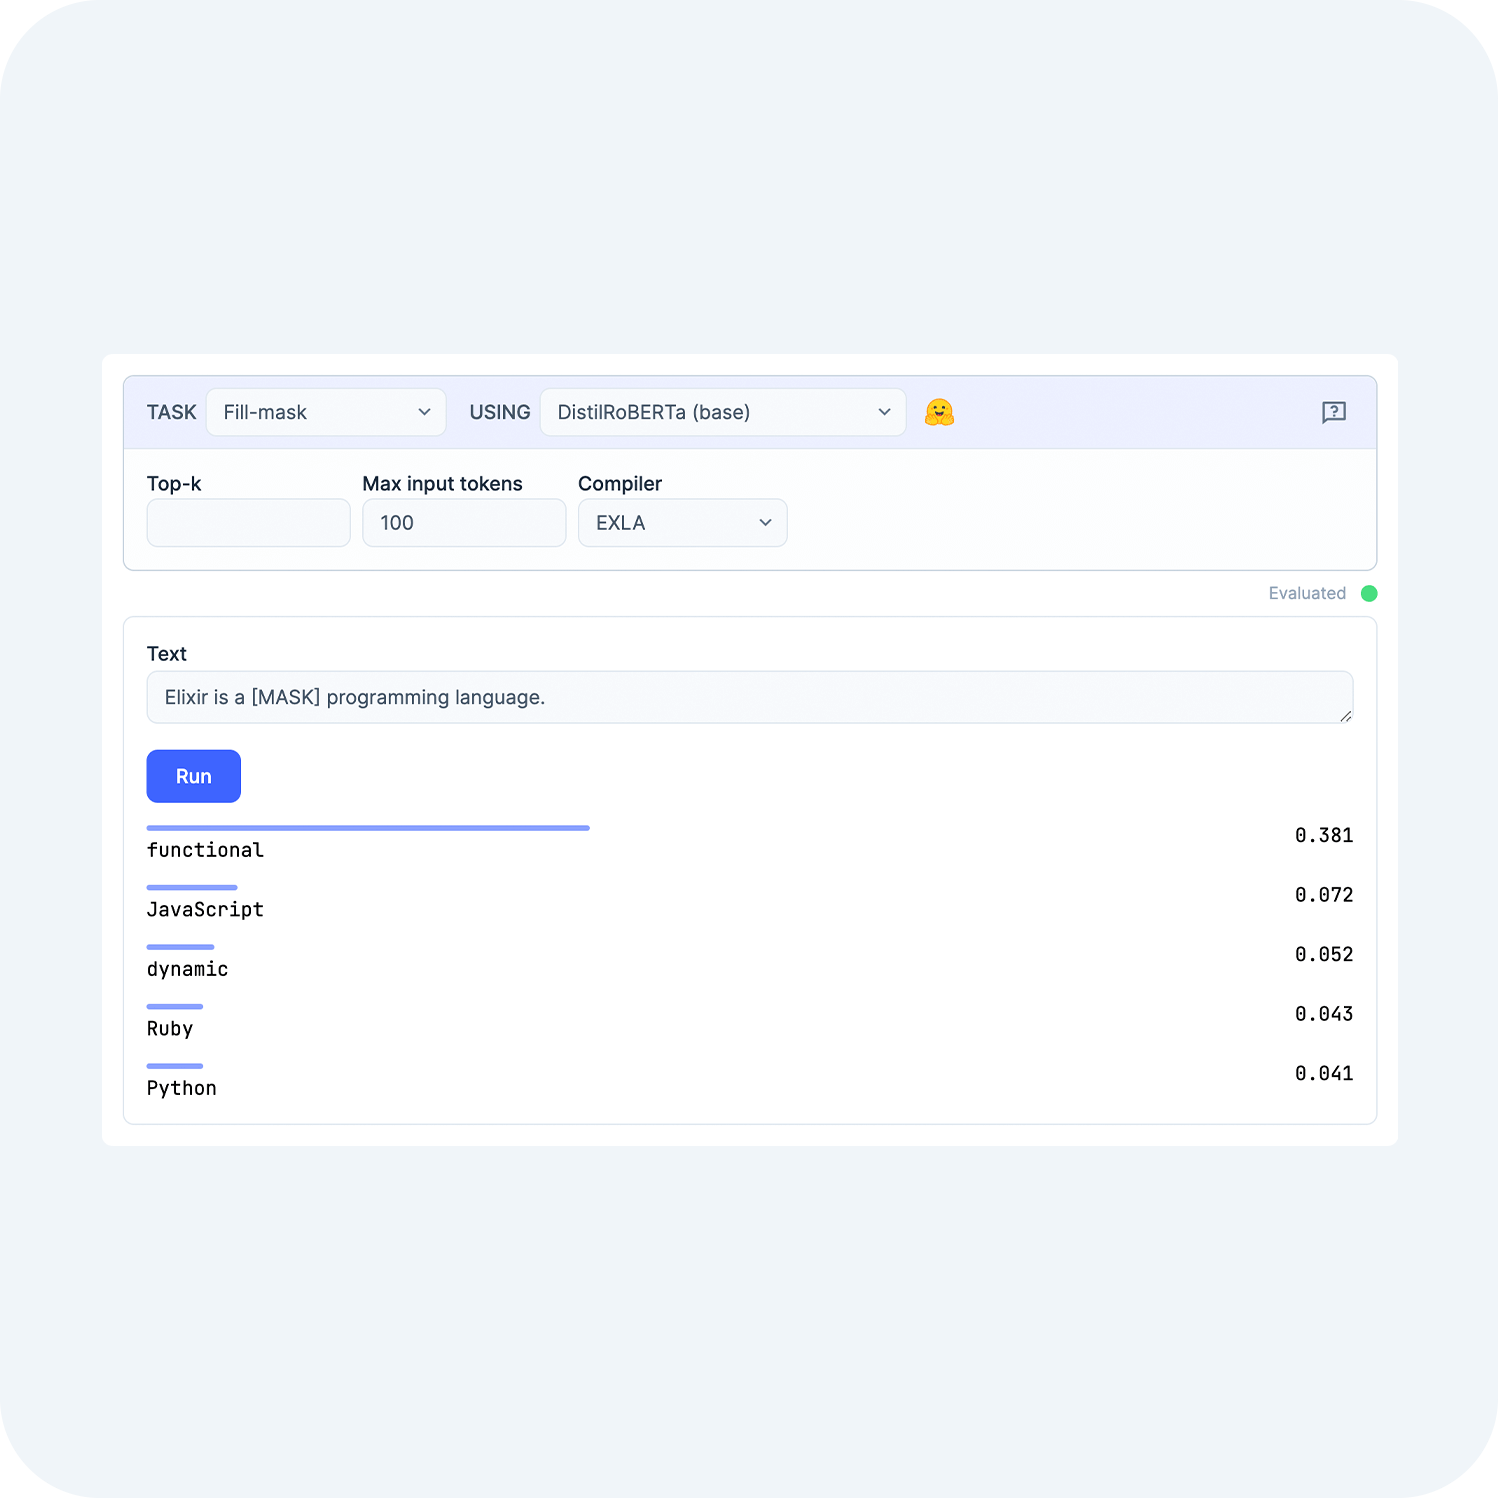 TASK Fill-mask USING DistilRoBERTa (base)
Top-k Max input tokens Compiler
100 EXLA
Evaluated
Text
Elixir is a [MASK] programming language.
Run
functional 0.381
JavaScript 0.072
dynamic 0.052
Ruby 0.043
Python 0.041